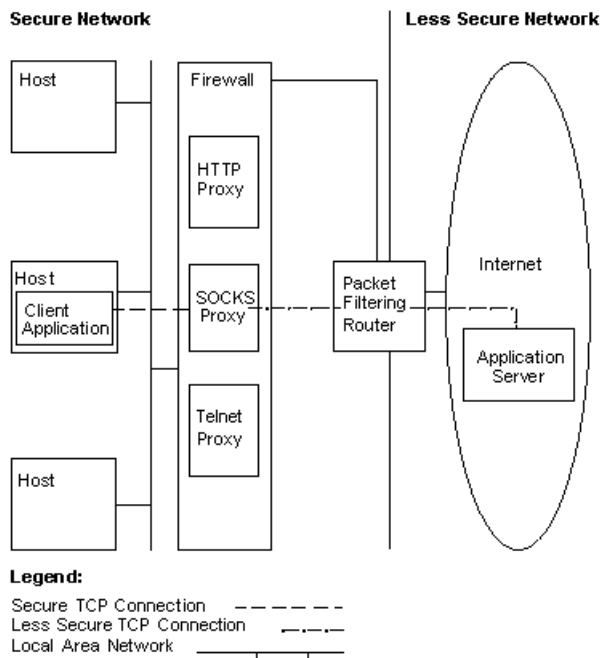 Secure Network
Less Secure Network
Host
Firewall
HTTP
Proxy
Host
Client
Application
SOCKS
Proxy
Packet
Filtering
Router
Internet
Application
Server
Telnet
Proxy
Host
Legend:
Secure TCP Connection
Less Secure TCP Connection
Local Area Network